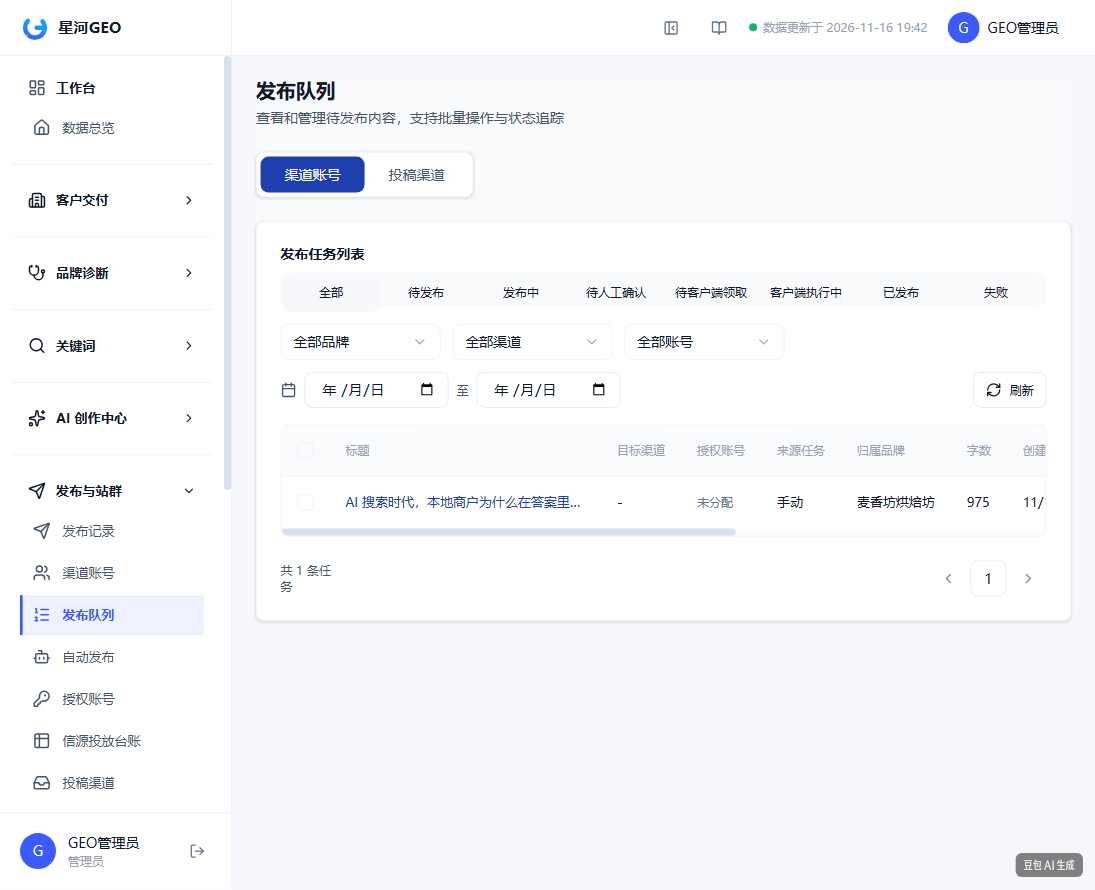 星河GEO
数据更新于 2026-11-16 19:42
G
GEO管理员
工作台
数据总览
客户交付
品牌诊断
关键词
AI 创作中心
发布与站群
发布记录
渠道账号
发布队列
自动发布
授权账号
信源投放台账
投稿渠道
G
GEO管理员
管理员
发布队列
查看和管理待发布内容，支持批量操作与状态追踪
渠道账号 投稿渠道
发布任务列表
全部 待发布 发布中 待人工确认 待客户端领取 客户端执行中 已发布 失败
全部品牌 全部渠道 全部账号
年 /月/日 至 年 /月/日 刷新
标题 目标渠道 授权账号 来源任务 归属品牌 字数 创建
AI 搜索时代，本地商户为什么在答案里... - 未分配 手动 麦香坊烘焙坊 975 11/
共 1 条任
务
1
豆包 AI 生成